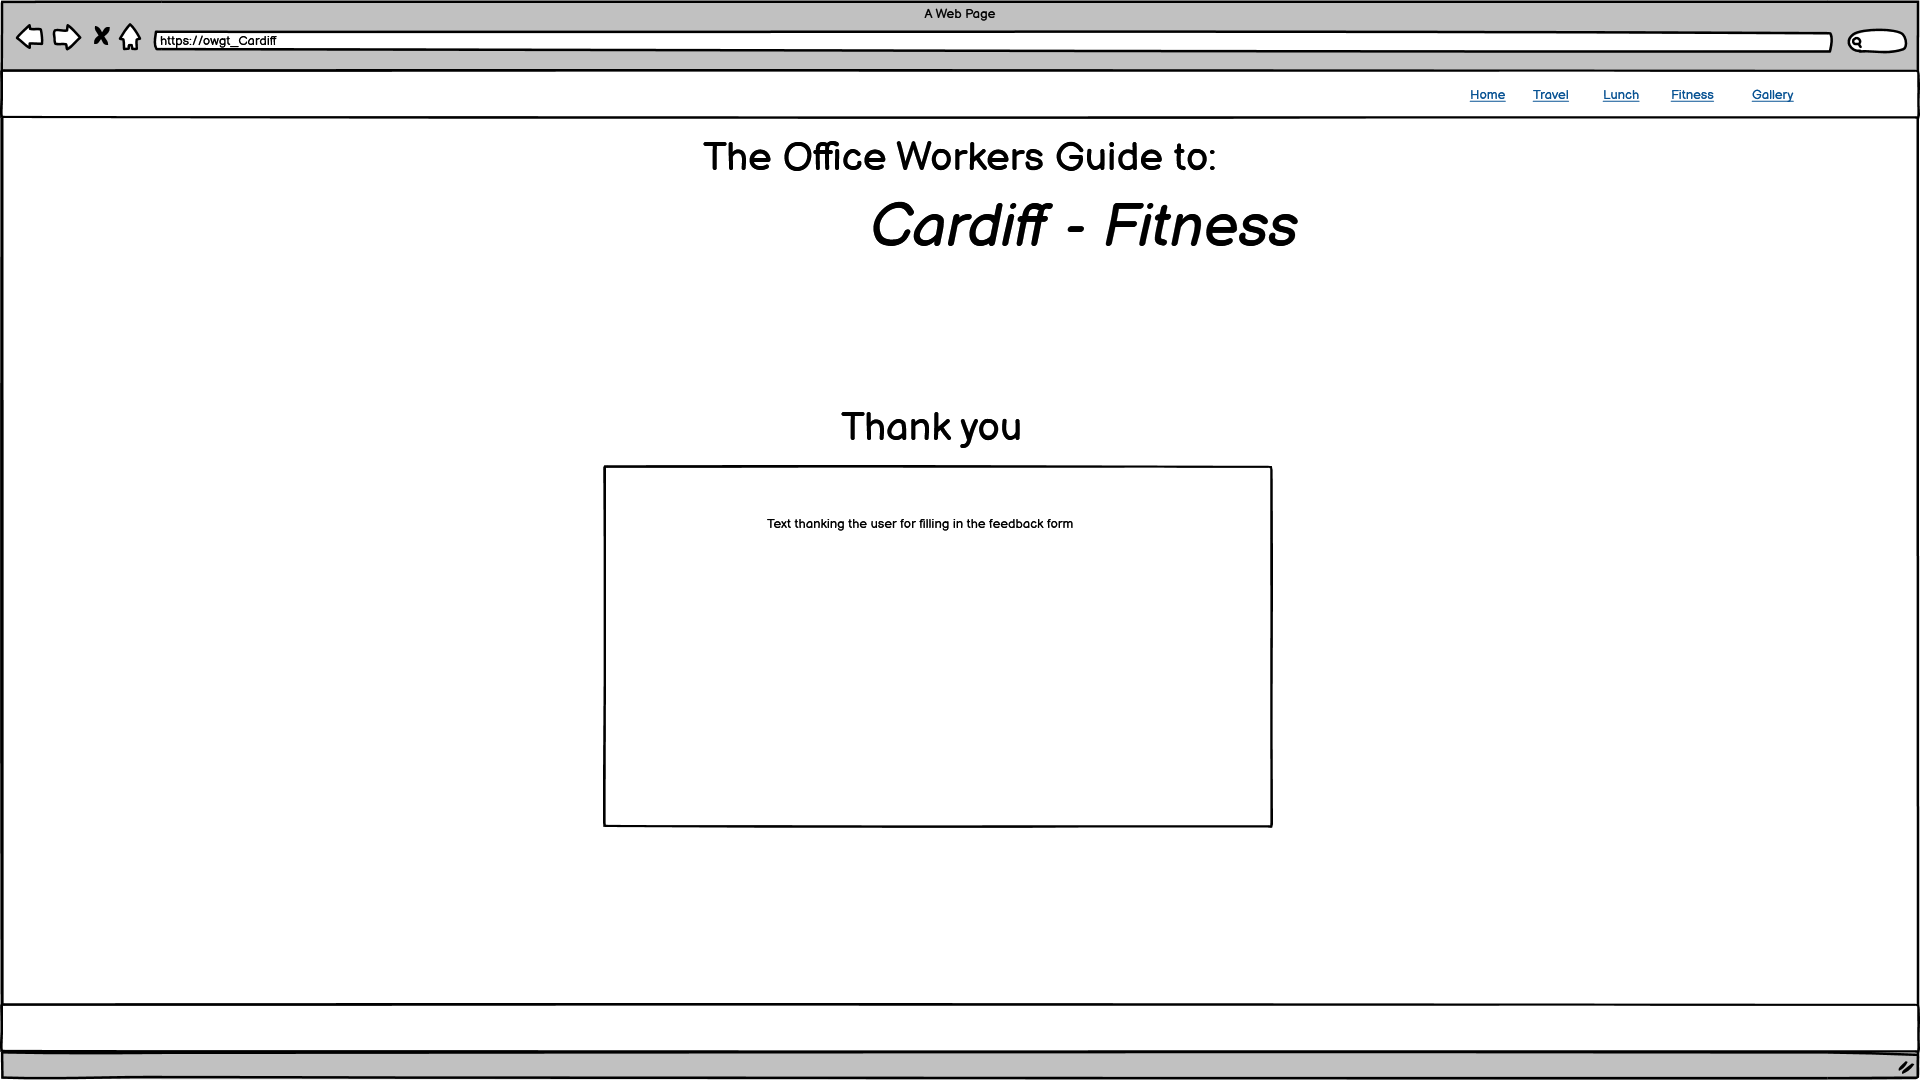 A Web Page
https://owgt_Cardiff
Home Travel Lunch Fitness Gallery
The Office Workers Guide to:
Cardiff - Fitness
Thank you
Text thanking the user for filling in the feedback form